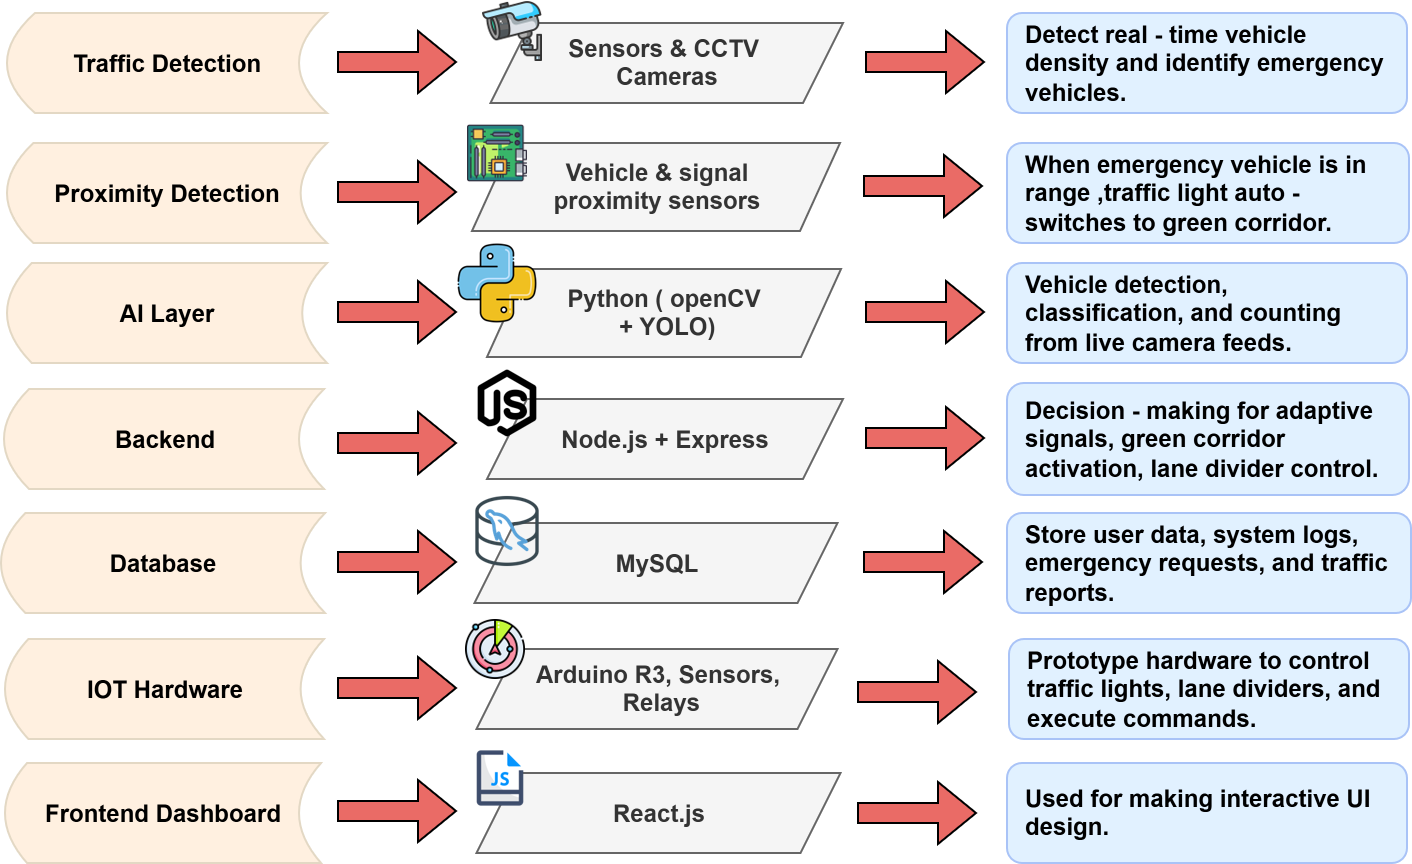 Traffic Detection
Sensors & CCTV
Cameras
Detect real - time vehicle
density and identify emergency
vehicles.
Proximity Detection
Vehicle & signal
proximity sensors
When emergency vehicle is in
range ,traffic light auto -
switches to green corridor.
AI Layer
Python ( openCV
+ YOLO)
Vehicle detection,
classification, and counting
from live camera feeds.
Backend
JS
Node.js + Express
Decision - making for adaptive
signals, green corridor
activation, lane divider control.
Database
MySQL
Store user data, system logs,
emergency requests, and traffic
reports.
IOT Hardware
Arduino R3, Sensors,
Relays
Prototype hardware to control
traffic lights, lane dividers, and
execute commands.
Frontend Dashboard
JS
React.js
Used for making interactive UI
design.